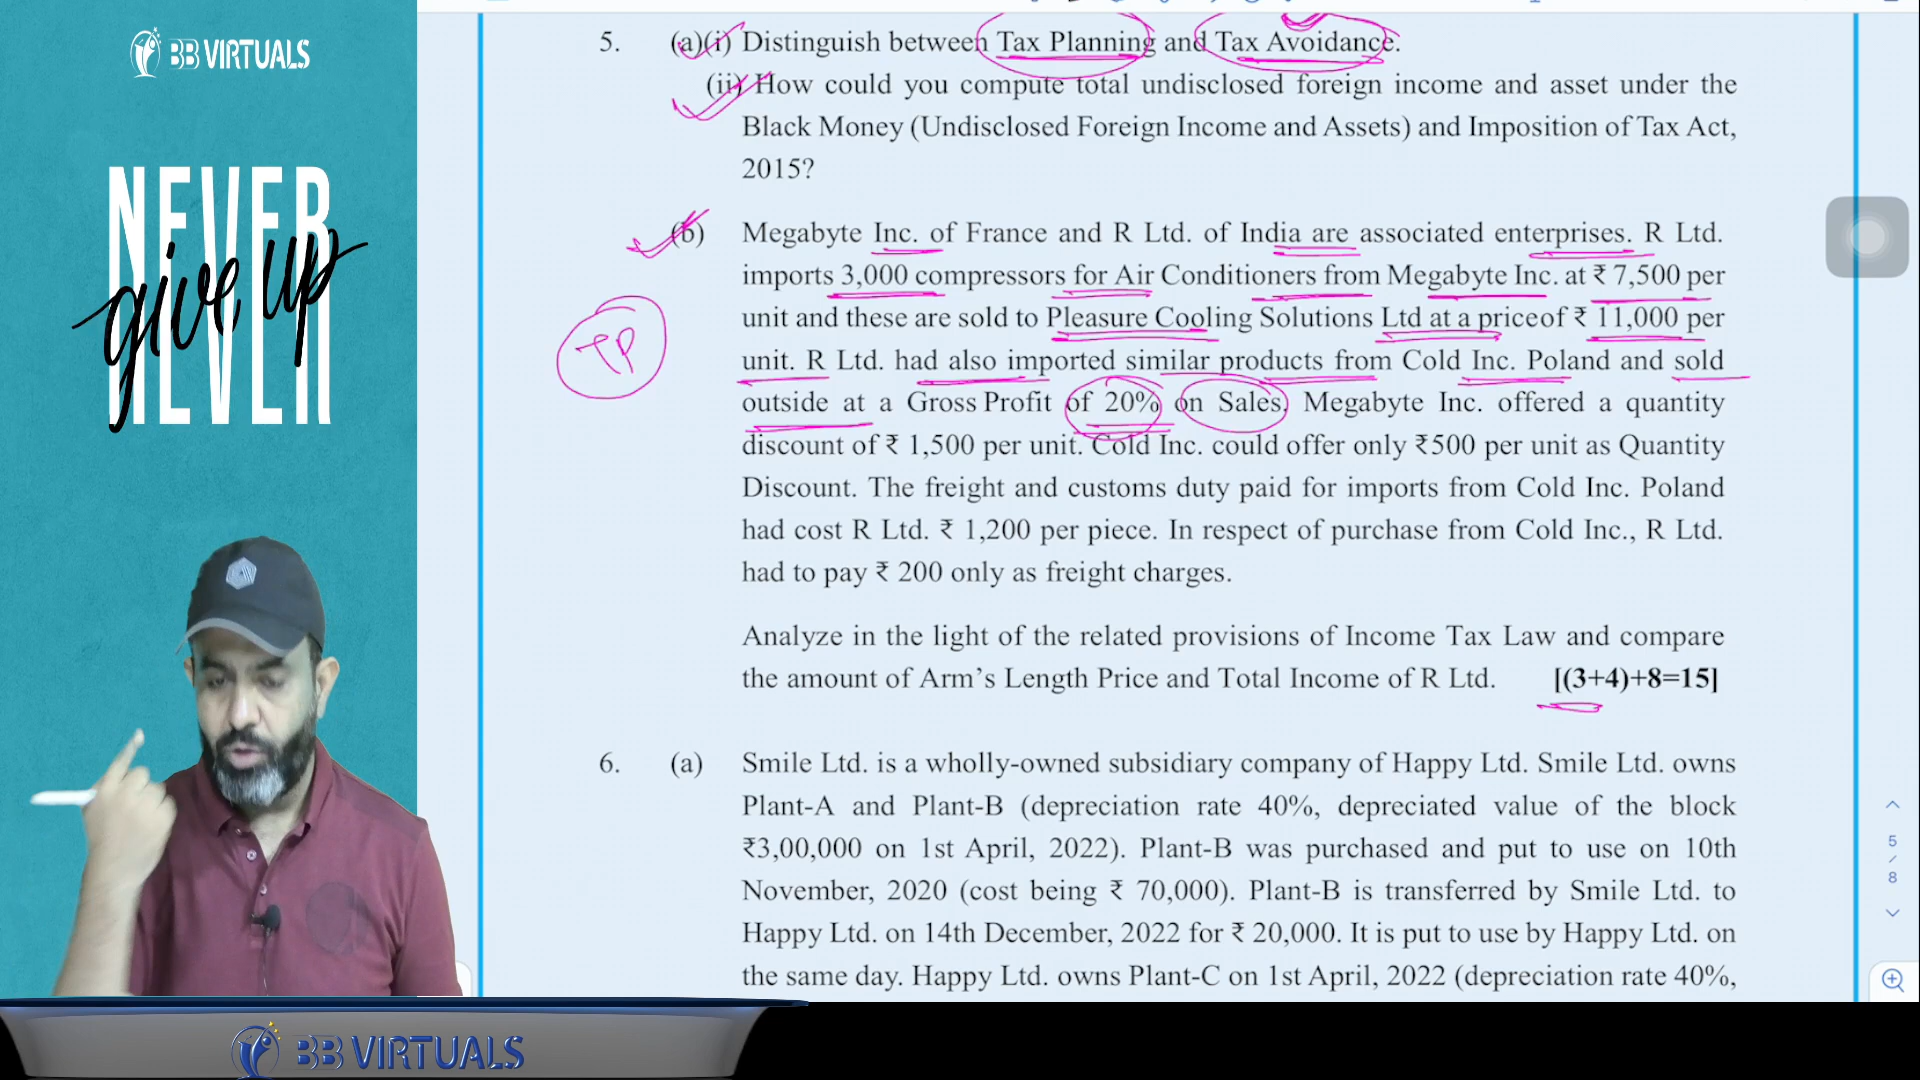 BB VIRTUALS
NEVER
give up
NEVER
5. (a)(i) Distinguish between Tax Planning and Tax Avoidance.
(ii) How could you compute total undisclosed foreign income and asset under the
Black Money (Undisclosed Foreign Income and Assets) and Imposition of Tax Act,
2015?
(b) Megabyte Inc. of France and R Ltd. of India are associated enterprises. R Ltd.
imports 3,000 compressors for Air Conditioners from Megabyte Inc. at ₹ 7,500 per
unit and these are sold to Pleasure Cooling Solutions Ltd at a priceof ₹ 11,000 per
TP
unit. R Ltd. had also imported similar products from Cold Inc. Poland and sold
outside at a Gross Profit of 20% on Sales. Megabyte Inc. offered a quantity
discount of ₹ 1,500 per unit. Cold Inc. could offer only ₹500 per unit as Quantity
Discount. The freight and customs duty paid for imports from Cold Inc. Poland
had cost R Ltd. ₹ 1,200 per piece. In respect of purchase from Cold Inc., R Ltd.
had to pay ₹ 200 only as freight charges.
Analyze in the light of the related provisions of Income Tax Law and compare
the amount of Arm's Length Price and Total Income of R Ltd. [(3+4)+8=15]
6. (a) Smile Ltd. is a wholly-owned subsidiary company of Happy Ltd. Smile Ltd. owns
Plant-A and Plant-B (depreciation rate 40%, depreciated value of the block
₹3,00,000 on 1st April, 2022). Plant-B was purchased and put to use on 10th
November, 2020 (cost being ₹ 70,000). Plant-B is transferred by Smile Ltd. to
Happy Ltd. on 14th December, 2022 for ₹ 20,000. It is put to use by Happy Ltd. on
the same day. Happy Ltd. owns Plant-C on 1st April, 2022 (depreciation rate 40%,
5
/
8
BB VIRTUALS